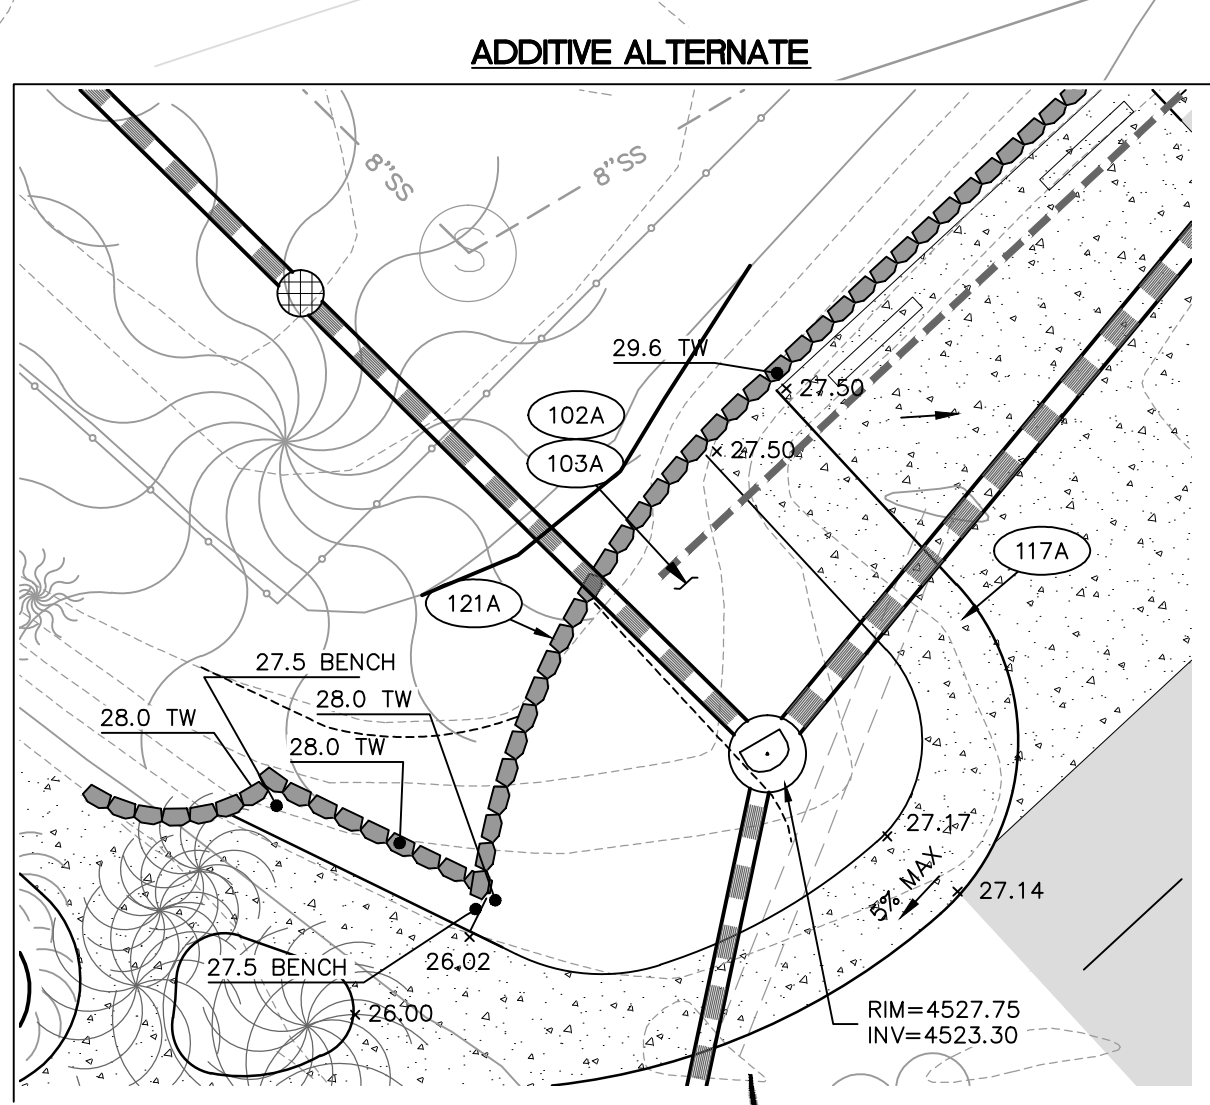 ADDITIVE ALTERNATE
8"SS
8"SS
29.6 TW
27.50
102A
27.50
103A
117A
121A
27.5 BENCH
28.0 TW
28.0 TW
28.0 TW
27.17
5% MAX
27.14
26.02
27.5 BENCH
26.00
RIM=4527.75
INV=4523.30